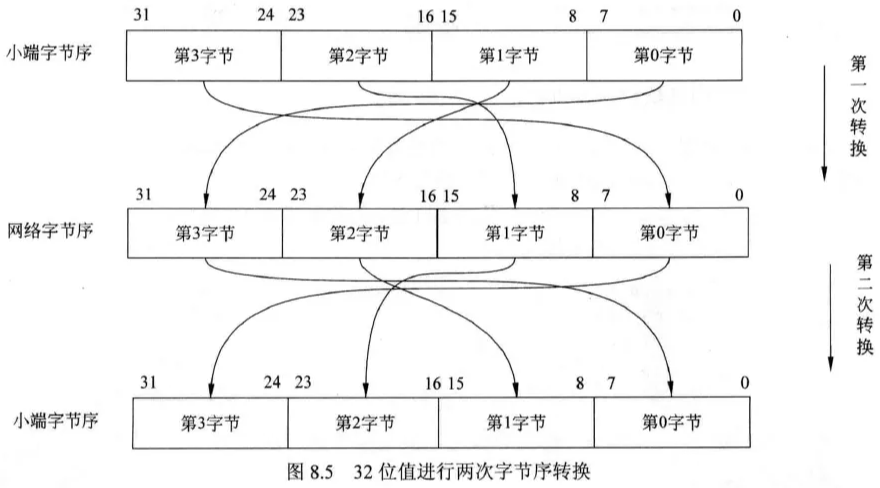 31 24 23 16 15 8 7 0
小端字节序 第3字节 第2字节 第1字节 第0字节
第一次转换
31 24 23 16 15 8 7 0
网络字节序 第3字节 第2字节 第1字节 第0字节
第二次转换
31 24 23 16 15 8 7 0
小端字节序 第3字节 第2字节 第1字节 第0字节
图 8.5 32 位值进行两次字节序转换